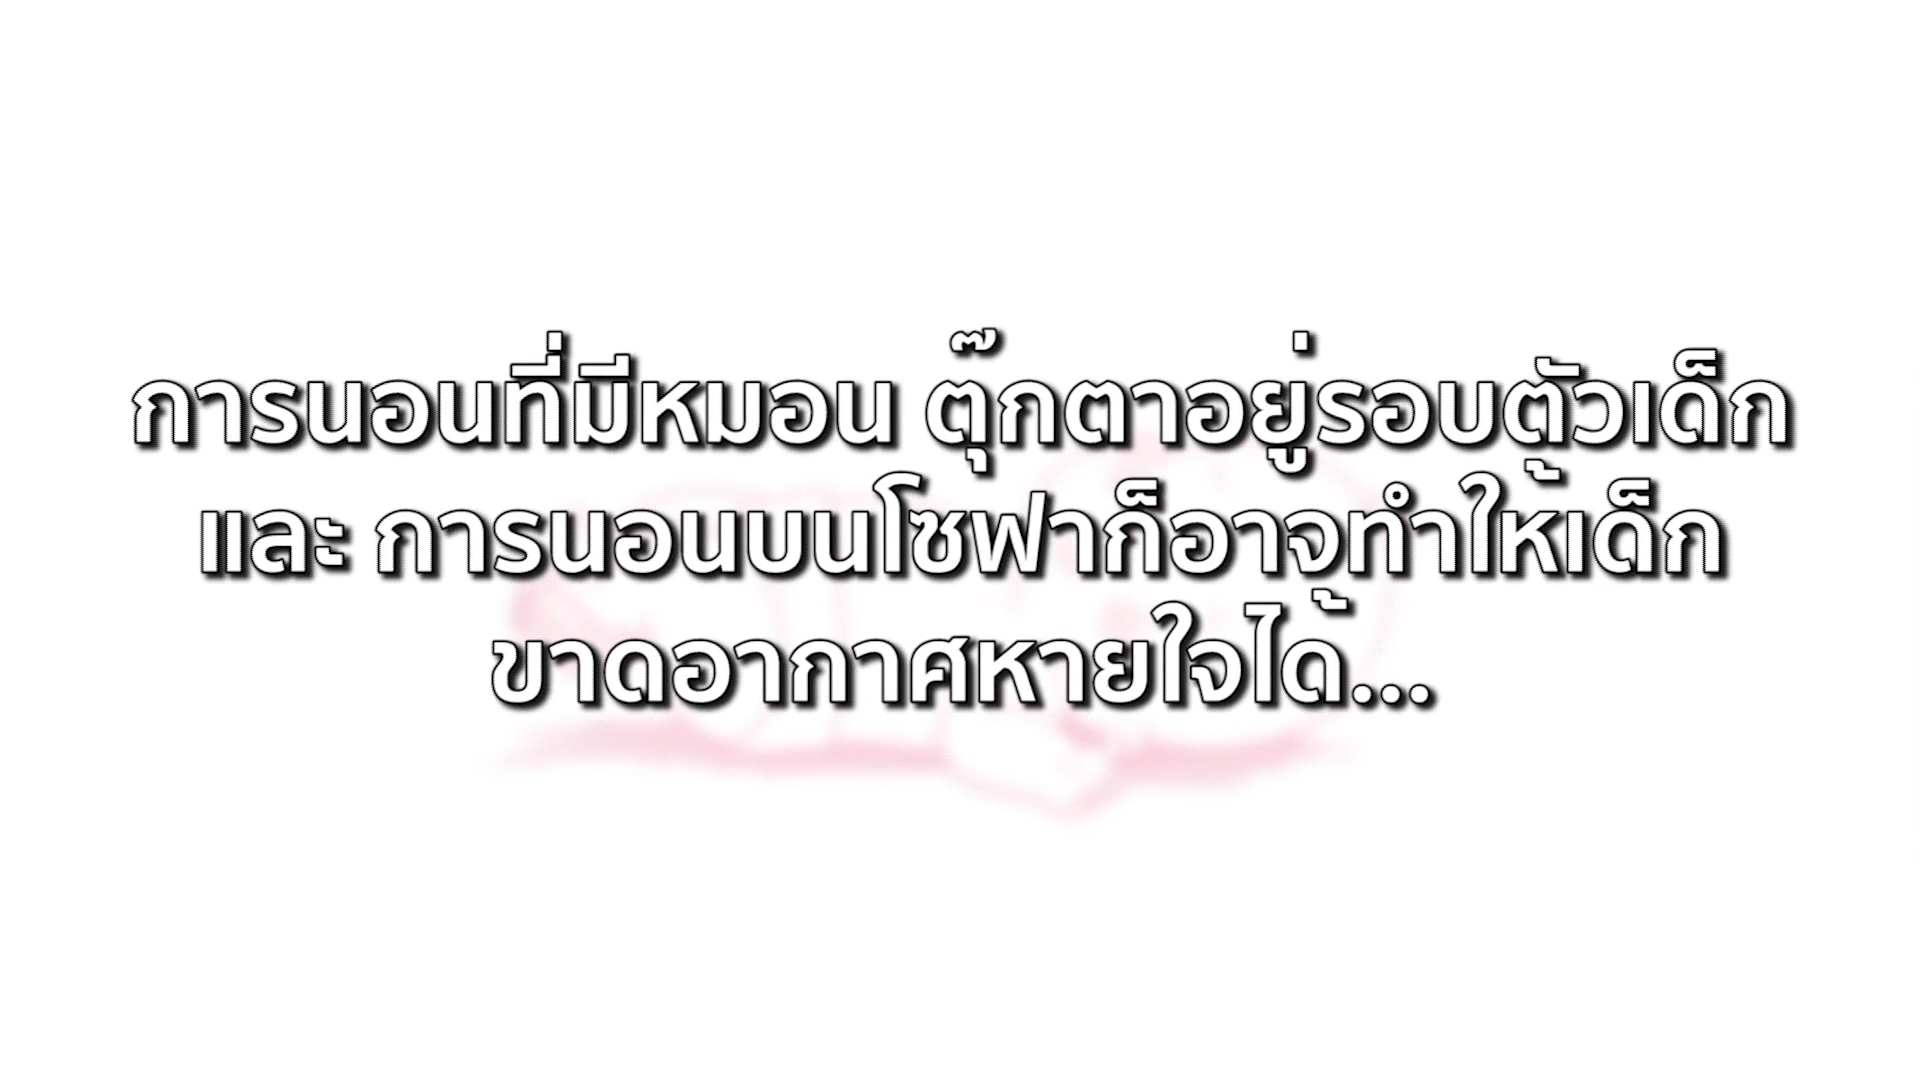 การนอนที่มีหมอน ตุ๊กตาอยู่รอบตัวเด็ก
และ การนอนบนโซฟาก็อาจทำให้เด็ก
ขาดอากาศหายใจได้...